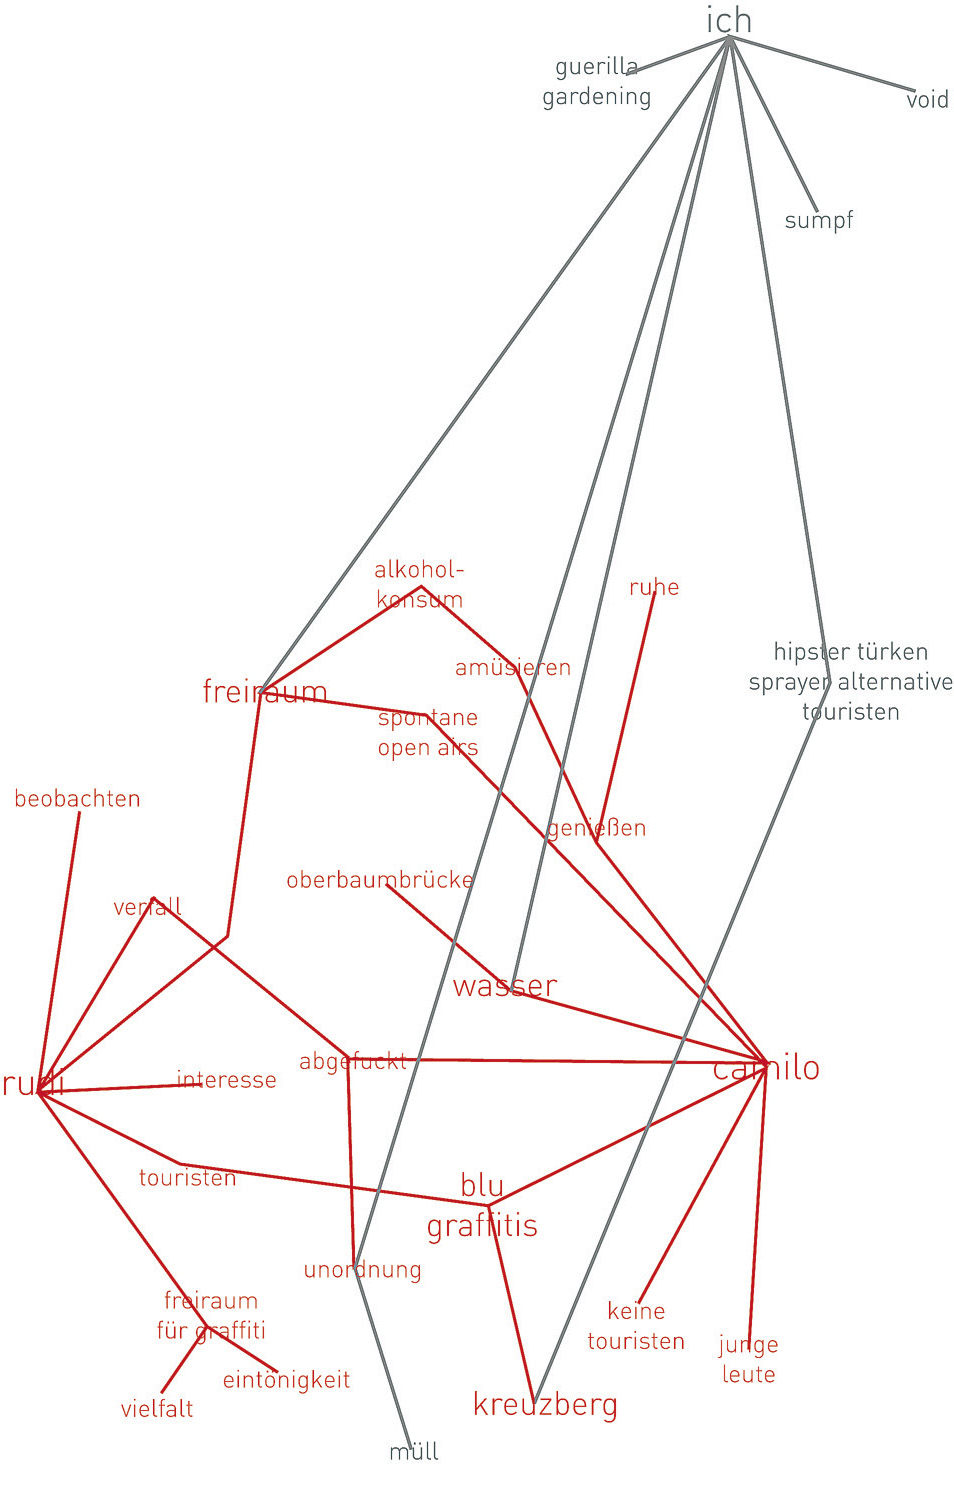 ich
guerilla
gardening
void
sumpf
alkohol-
konsum
ruhe
hipster türken
sprayer alternative
touristen
amüsieren
freiraum
spontane
open airs
beobachten
genießen
oberbaumbrücke
verfall
wasser
abgefuckt
camilo
rudi
interesse
touristen
blu
graffitis
unordnung
freiraum
für graffiti
keine
touristen
junge
leute
eintönigkeit
vielfalt
kreuzberg
müll